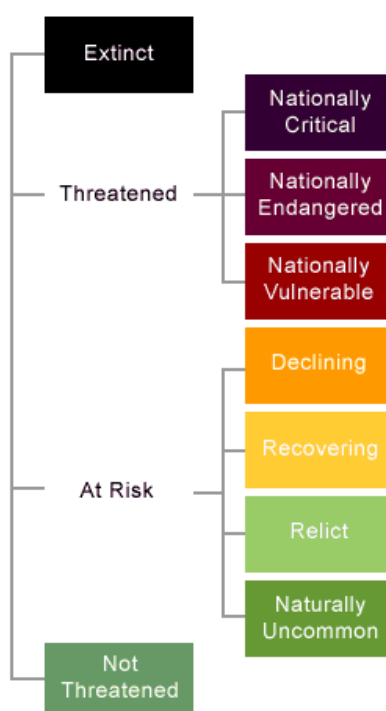 Extinct
Nationally
Critical
Threatened
Nationally
Endangered
Nationally
Vulnerable
Declining
Recovering
At Risk
Relict
Naturally
Uncommon
Not
Threatened